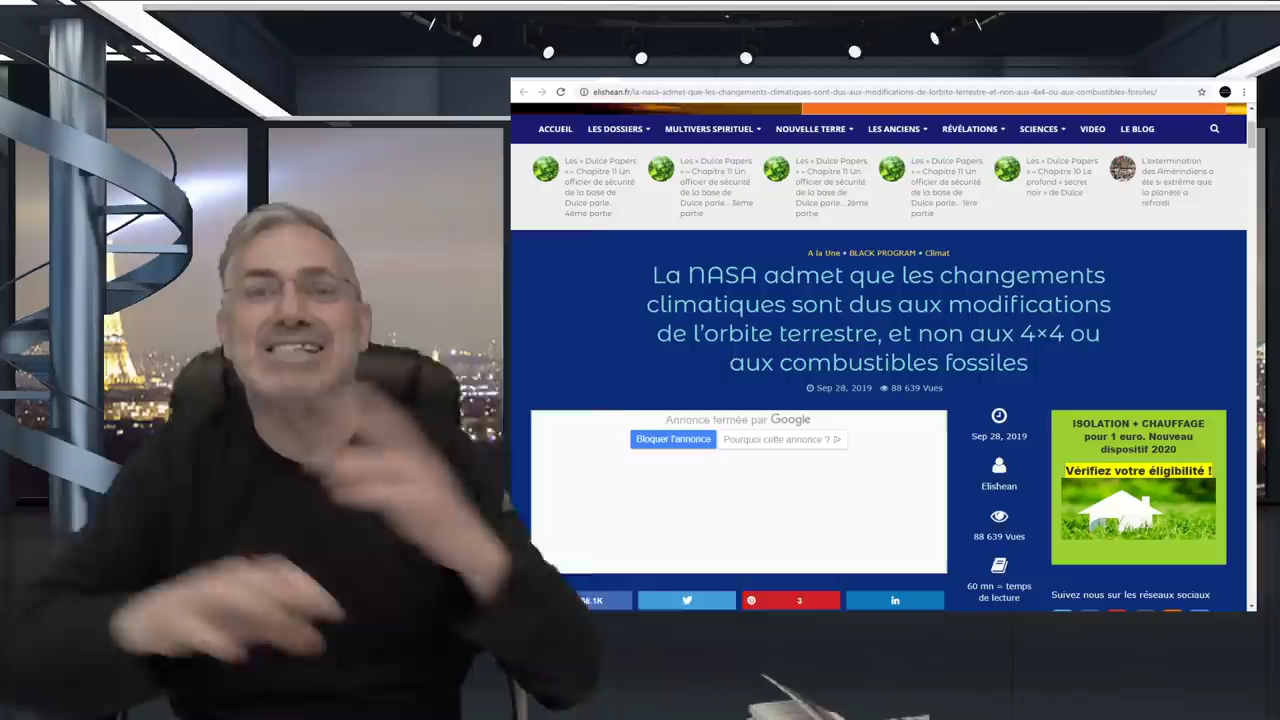 elishean.fr/la-nasa-admet-que-les-changements-climatiques-sont-dus-aux-modifications-de-lorbite-terrestre-et-non-aux-4x4-ou-aux-combustibles-fossiles/
ACCUEIL LES DOSSIERS MULTIVERS SPIRITUEL NOUVELLE TERRE LES ANCIENS RÉVÉLATIONS SCIENCES VIDEO LE BLOG
Les « Dulce Papers
» – Chapitre 11 Un
officier de sécurité
de la base de
Dulce parle…
4ème partie
Les « Dulce Papers
» – Chapitre 11 Un
officier de sécurité
de la base de
Dulce parle… 3ème
partie
Les « Dulce Papers
» – Chapitre 11 Un
officier de sécurité
de la base de
Dulce parle… 2ème
partie
Les « Dulce Papers
» – Chapitre 11 Un
officier de sécurité
de la base de
Dulce parle… 1ère
partie
Les « Dulce Papers
» – Chapitre 10 Le
profond « secret
noir » de Dulce
L'extermination
des Amérindiens a
été si extrême que
la planète a
refroidi
A la Une • BLACK PROGRAM • Climat
La NASA admet que les changements
climatiques sont dus aux modifications
de l'orbite terrestre, et non aux 4×4 ou
aux combustibles fossiles
Sep 28, 2019 88 639 Vues
Annonce fermée par Google
Bloquer l'annonce Pourquoi cette annonce ?
Sep 28, 2019
Elishean
88 639 Vues
60 mn = temps
de lecture
ISOLATION + CHAUFFAGE
pour 1 euro. Nouveau
dispositif 2020
Vérifiez votre éligibilité !
Suivez nous sur les réseaux sociaux
3
in